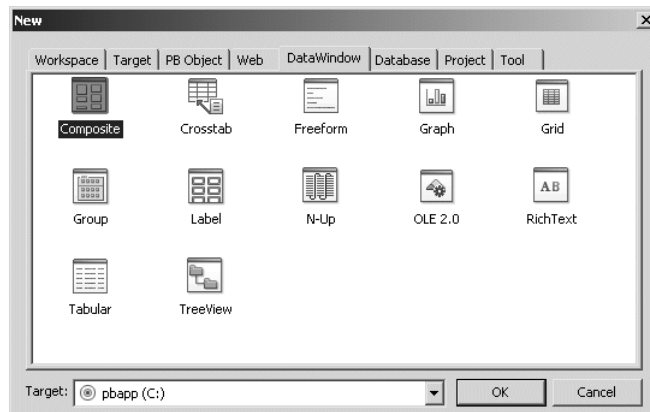 New
Workspace Target PB Object Web DataWindow Database Project Tool
Composite Crosstab Freeform Graph Grid
Group Label N-Up OLE 2.0 RichText
AB
Tabular TreeView
Target: pbapp (C:) OK Cancel